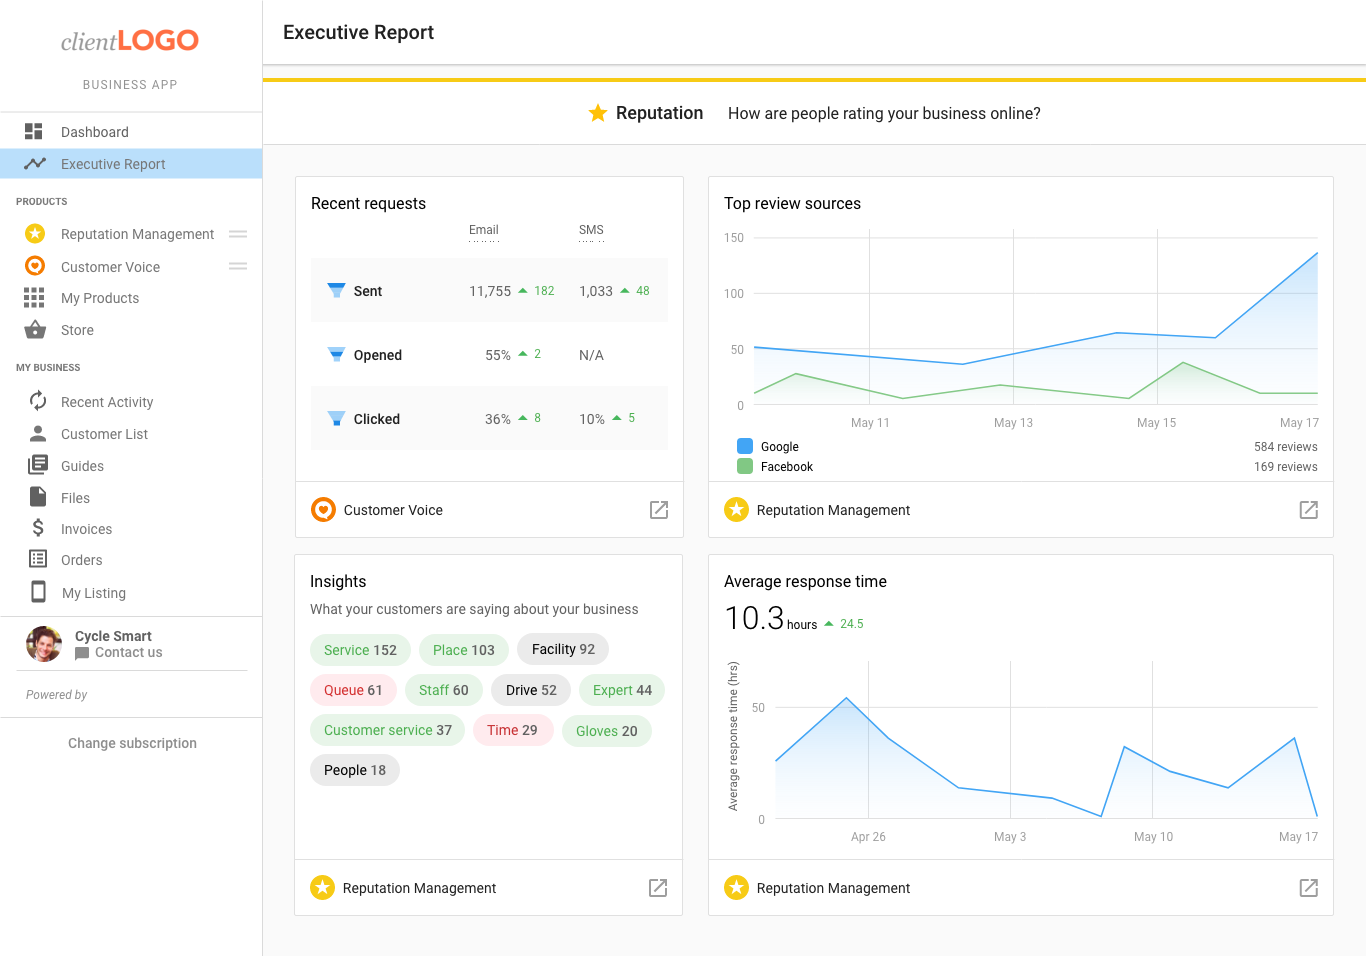 clientLOGO
BUSINESS APP
Dashboard
Executive Report
PRODUCTS
Reputation Management
Customer Voice
My Products
Store
MY BUSINESS
Recent Activity
Customer List
Guides
Files
Invoices
Orders
My Listing
Cycle Smart
Contact us
Powered by
Change subscription
Executive Report
Reputation How are people rating your business online?
Recent requests
Email SMS
Sent 11,755 182 1,033 48
Opened 55% 2 N/A
Clicked 36% 8 10% 5
Customer Voice
Top review sources
150
100
50
0
May 11 May 13 May 15 May 17
Google 584 reviews
Facebook 169 reviews
Reputation Management
Insights
What your customers are saying about your business
Service 152 Place 103 Facility 92
Queue 61 Staff 60 Drive 52 Expert 44
Customer service 37 Time 29 Gloves 20
People 18
Reputation Management
Average response time
10.3 hours 24.5
Average response time (hrs)
50
0
Apr 26 May 3 May 10 May 17
Reputation Management